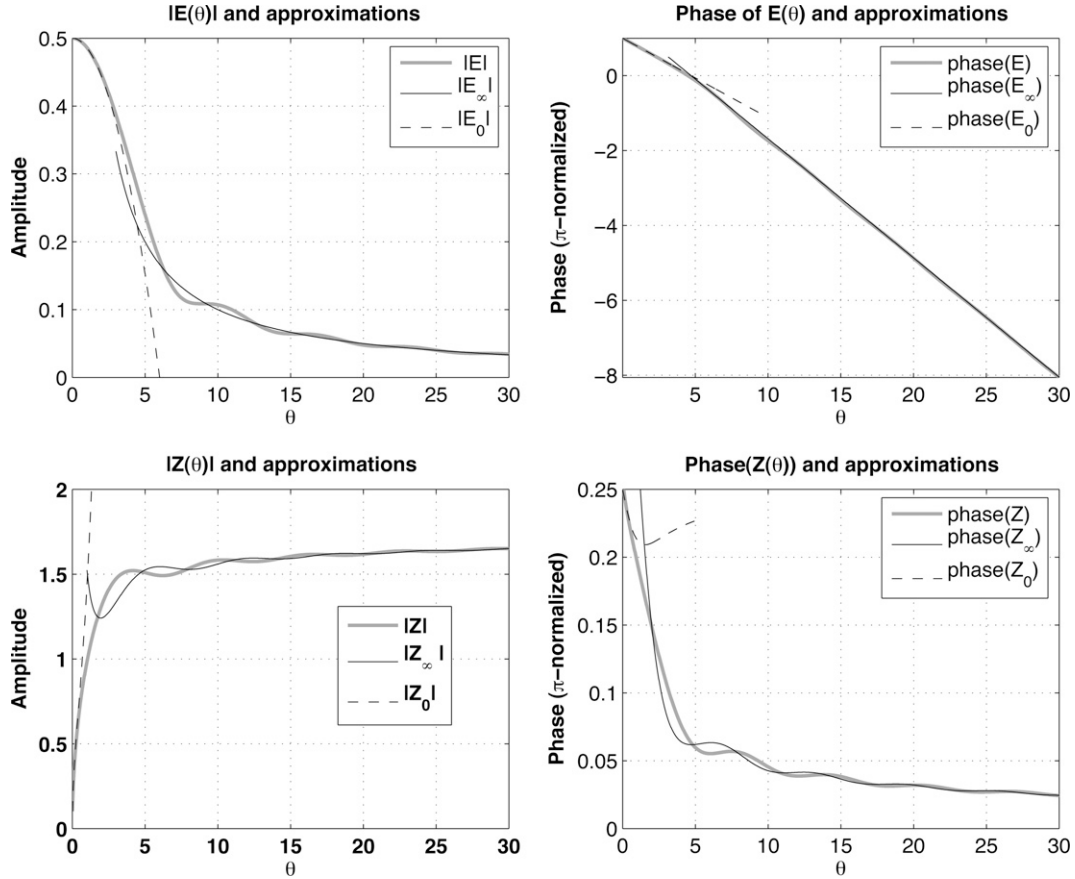 |E(θ)| and approximations
0.5
0.4
0.3
0.2
0.1
0
Amplitude
|E|
|E∞|
|E0|
0 5 10 15 20 25 30
θ
Phase of E(θ) and approximations
0
−2
−4
−6
−8
Phase (π−normalized)
phase(E)
phase(E∞)
phase(E0)
0 5 10 15 20 25 30
θ
|Z(θ)| and approximations
2
1.5
1
0.5
0
Amplitude
|Z|
|Z∞ |
|Z0|
0 5 10 15 20 25 30
θ
Phase(Z(θ)) and approximations
0.25
0.2
0.15
0.1
0.05
0
Phase (π−normalized)
phase(Z)
phase(Z∞)
phase(Z0)
0 5 10 15 20 25 30
θ